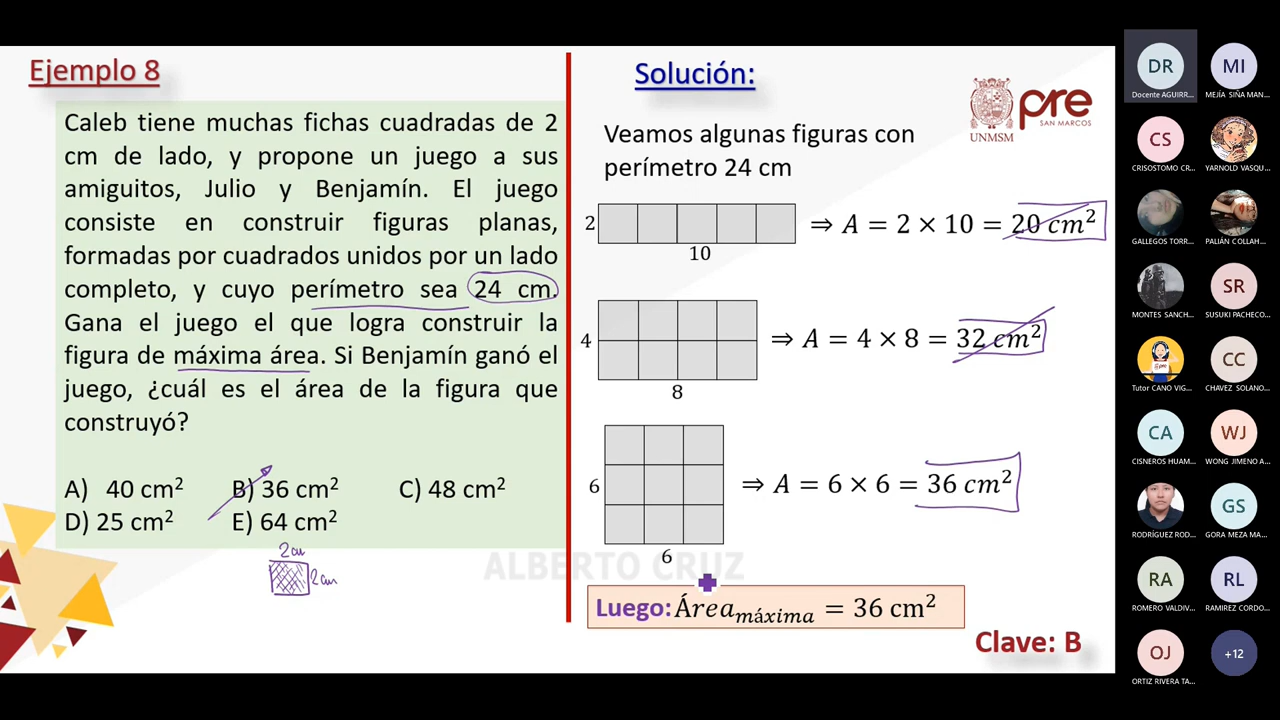 Ejemplo 8
Caleb tiene muchas fichas cuadradas de 2
cm de lado, y propone un juego a sus
amiguitos, Julio y Benjamín. El juego
consiste en construir figuras planas,
formadas por cuadrados unidos por un lado
completo, y cuyo perímetro sea 24 cm.
Gana el juego el que logra construir la
figura de máxima área. Si Benjamín ganó el
juego, ¿cuál es el área de la figura que
construyó?
A) 40 cm² B) 36 cm² C) 48 cm²
D) 25 cm² E) 64 cm²
2cm
2cm
Solución:
UNMSM
pre
SAN MARCOS
Veamos algunas figuras con
perímetro 24 cm
2
10
⇒ A = 2 × 10 = 20 cm²
4
8
⇒ A = 4 × 8 = 32 cm²
6
6
⇒ A = 6 × 6 = 36 cm²
ALBERTO CRUZ
Luego: Área máxima = 36 cm²
Clave: B
DR
Docente AGUIRR...
MI
MEJÍA SIÑA MAN...
CS
CRISOSTOMO CR...
YARNOLD VASQU...
GALLEGOS TORR...
PALIÁN COLLAH...
MONTES SANCH...
SR
SUSUKI PACHECO...
Tutor CANO VIG...
CC
CHAVEZ SOLANO...
CA
CISNEROS HUAM...
WJ
WONG JIMENO A...
RODRÍGUEZ ROD...
GS
GORA MEZA MA...
RA
ROMERO VALDIV...
RL
RAMIREZ CORDO...
OJ
ORTIZ RIVERA TA...
+12